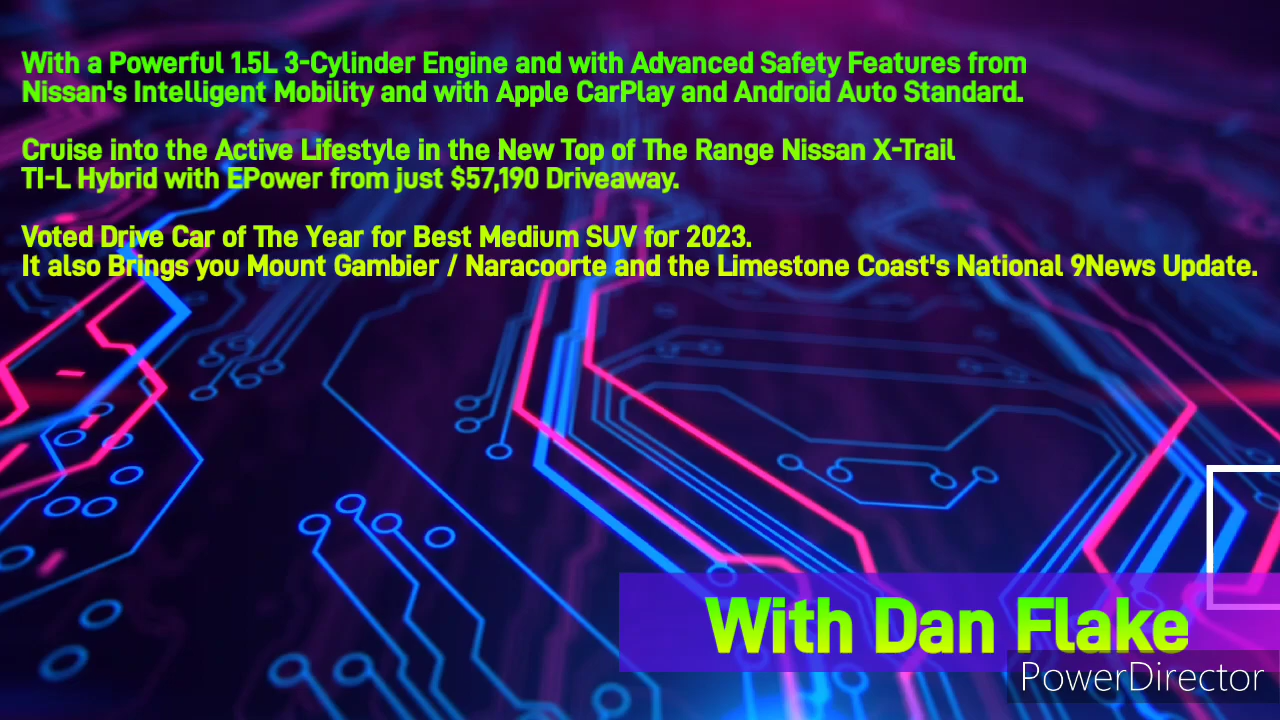 With a Powerful 1.5L 3-Cylinder Engine and with Advanced Safety Features from
Nissan's Intelligent Mobility and with Apple CarPlay and Android Auto Standard.
Cruise into the Active Lifestyle in the New Top of The Range Nissan X-Trail
TI-L Hybrid with EPower from just $57,190 Driveaway.
Voted Drive Car of The Year for Best Medium SUV for 2023.
It also Brings you Mount Gambier / Naracoorte and the Limestone Coast's National 9News Update.
With Dan Flake
PowerDirector